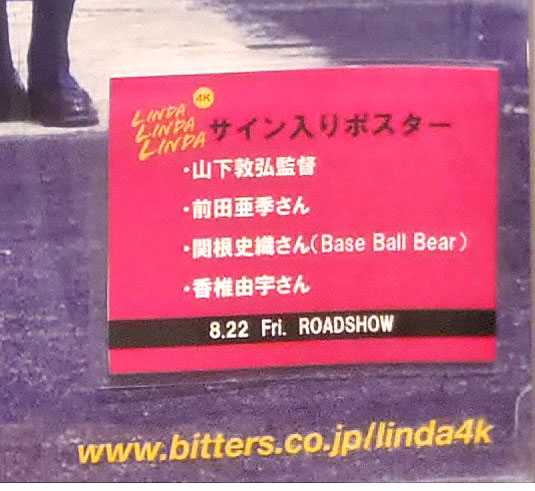 4K
LINDA
LINDA
LINDA
サイン入りポスター
・山下敦弘監督
・前田亜季さん
・関根史織さん（Base Ball Bear）
・香椎由宇さん
8.22 Fri. ROADSHOW
www.bitters.co.jp/linda4k